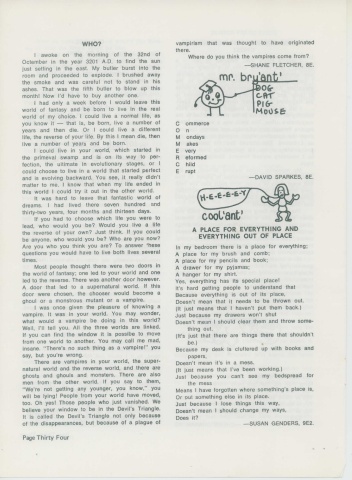 WHO?
I awoke on the morning of the 32nd of
Octember in the year 3201 A.D. to find the sun
just setting in the east. My butler burst into the
room and proceeded to explode. I brushed away
the smoke and was careful not to stand in his
ashes. That was the fifth butler to blow up this
month! Now I'd have to buy another one.
I had only a week before I would leave this
world of fantasy and be born to live in the real
world of my choice. I could live a normal life, as
you know it — that is, be born, live a number of
years and then die. Or I could live a different
life, the reverse of your life. By this I mean die, then
live a number of years and be born.
I could live in your world, which started in
the primeval swamp and is on its way to per-
fection, the ultimate in evolutionary stages, or I
could choose to live in a world that started perfect
and is evolving backward. You see, it really didn't
matter to me. I knew that when my life ended in
this world I could try it out in the other world.
It was hard to leave that fantastic world of
dreams. I had lived there seven hundred and
thirty-two years, four months and thirteen days.
If you had to choose which life you were to
lead, who would you be? Would you live a life
the reverse of your own? Just think. If you could
be anyone, who would you be? Who are you now?
Are you who you think you are? To answer these
questions you would have to live both lives several
times.
Most people thought there were two doors in
the world of fantasy; one led to your world and one
led to the reverse. There was another door however.
A door that led to a supernatural world. If this
door were chosen, the chooser would become a
ghoul or a monstrous mutant or a vampire.
I was once given the pleasure of knowing a
vampire. It was in your world. You may wonder,
what would a vampire be doing in this world?
Well, I'll tell you. All the three worlds are linked.
If you can find the window it is possible to move
from one world to another. You may call me mad,
insane. "There's no such thing as a vampire!" you
say, but you're wrong.
There are vampires in your world, the super-
natural world and the reverse world, and there are
ghosts and ghouls and monsters. There are also
men from the other world. If you say to them,
"We're not getting any younger, you know," you
will be lying! People from your world have moved,
too. Oh yes! Those people who just vanished. We
believe your window to be in the Devil's Triangle.
It is called the Devil's Triangle not only because
of the disappearances, but because of a plague of
Page Thirty Four
vampirism that was thought to have originated
there.
Where do you think the vampires come from?
—SHANE FLETCHER, 8E.
mr. bry'ant'
DOG
CAT
PIG
MOUSE
C ommerce
O n
M ondays
M akes
E very
R eformed
C hild
E rupt
—DAVID SPARKES, 8E.
H-E-E-E-E-Y
cool'ant'
A PLACE FOR EVERYTHING AND
EVERYTHING OUT OF PLACE
In my bedroom there is a place for everything;
A place for my brush and comb;
A place for my pencils and book;
A drawer for my pyjamas;
A hanger for my shirt.
Yes, everything has its special place!
It's hard getting people to understand that
Because everything is out of its place,
Doesn't mean that it needs to be thrown out.
(It just means that I haven't put them back.)
Just because my drawers won't shut
Doesn't mean I should clear them and throw some-
thing out,
(It's just that there are things there that shouldn't
be.)
Because my desk is cluttered up with books and
papers,
Doesn't mean it's in a mess.
(It just means that I've been working.)
Just because you can't see my bedspread for
the mess
Means I have forgotten where something's place is,
Or put something else in its place.
Just because I lose things this way,
Doesn't mean I should change my ways,
Does it?
—SUSAN GENDERS, 9E2.